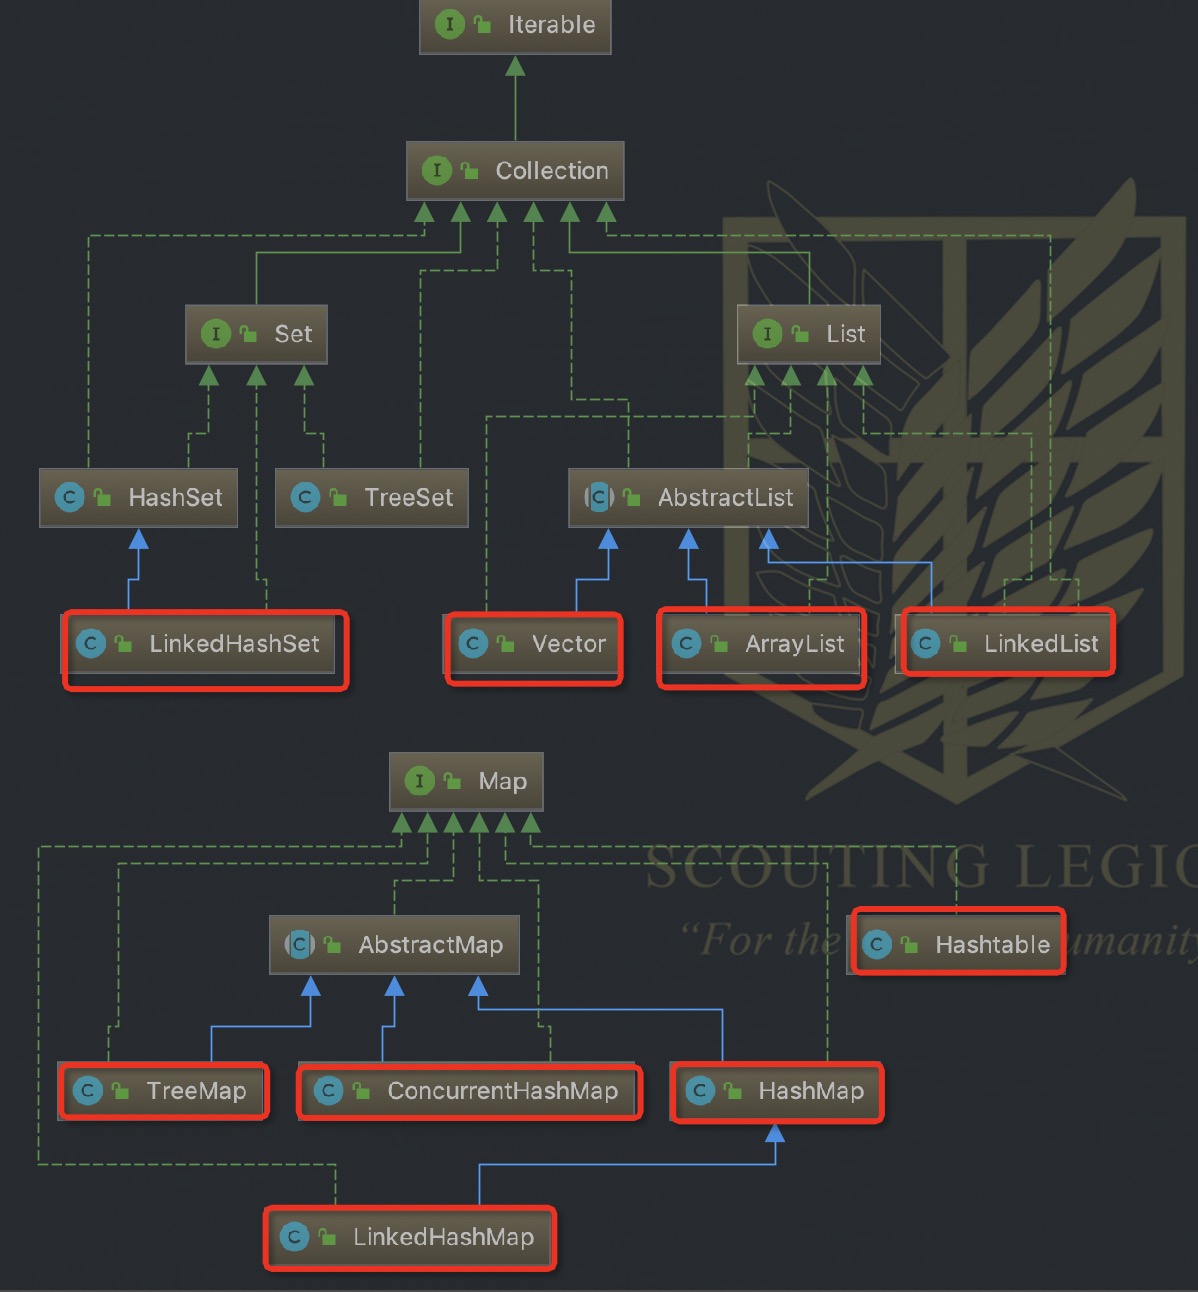 I Iterable
I Collection
I Set
I List
C HashSet
C TreeSet
C AbstractList
C LinkedHashSet
C Vector
C ArrayList
C LinkedList
I Map
SCOUTING LEGIO
C AbstractMap
C Hashtable
“For the
umanity
C TreeMap
C ConcurrentHashMap
C HashMap
C LinkedHashMap